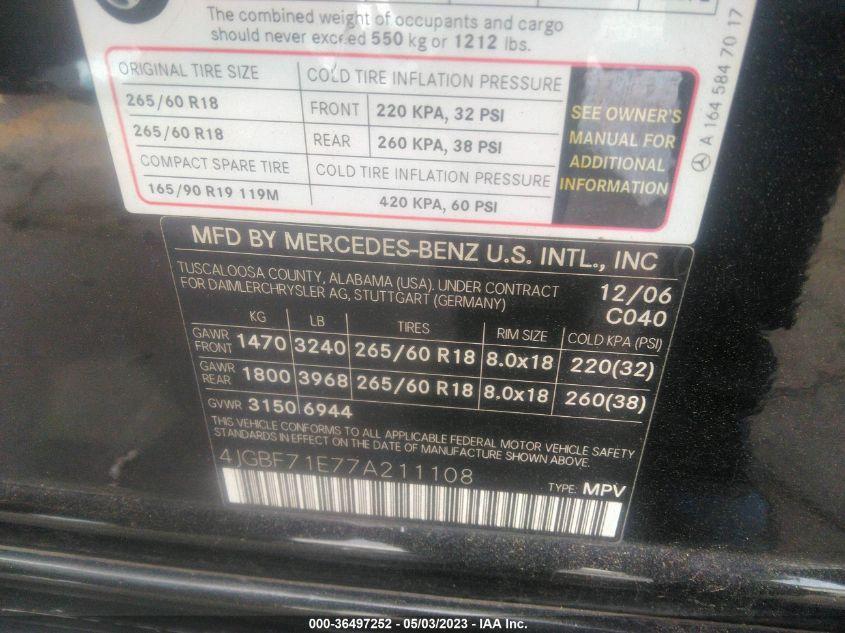 The combined weight of occupants and cargo
should never exceed 550 kg or 1212 lbs.
ORIGINAL TIRE SIZE COLD TIRE INFLATION PRESSURE
265/60 R18 FRONT 220 KPA, 32 PSI
265/60 R18 REAR 260 KPA, 38 PSI
COMPACT SPARE TIRE COLD TIRE INFLATION PRESSURE
165/90 R19 119M 420 KPA, 60 PSI
SEE OWNER'S
MANUAL FOR
ADDITIONAL
INFORMATION
A 164 584 70 17
MFD BY MERCEDES-BENZ U.S. INTL., INC
TUSCALOOSA COUNTY, ALABAMA (USA). UNDER CONTRACT
FOR DAIMLERCHRYSLER AG, STUTTGART (GERMANY)
12/06
C040
KG LB TIRES RIM SIZE COLD KPA (PSI)
GAWR
FRONT 1470 3240 265/60 R18 8.0x18 220(32)
GAWR
REAR 1800 3968 265/60 R18 8.0x18 260(38)
GVWR 3150 6944
THIS VEHICLE CONFORMS TO ALL APPLICABLE FEDERAL MOTOR VEHICLE SAFETY
STANDARDS IN EFFECT ON THE DATE OF MANUFACTURE SHOWN ABOVE.
4JGBF71E77A211108
TYPE: MPV
000-36497252 - 05/03/2023 - IAA Inc.